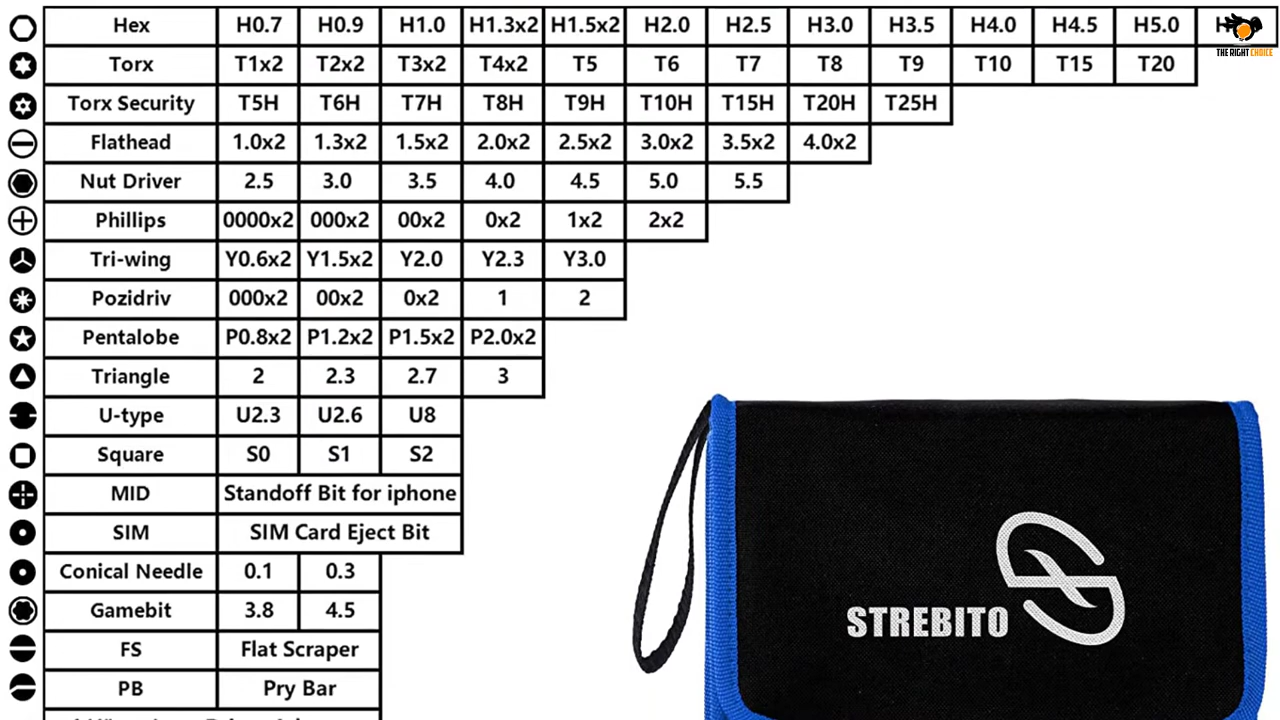 Hex H0.7 H0.9 H1.0 H1.3x2 H1.5x2 H2.0 H2.5 H3.0 H3.5 H4.0 H4.5 H5.0
THE RIGHT CHOICE
Torx T1x2 T2x2 T3x2 T4x2 T5 T6 T7 T8 T9 T10 T15 T20
Torx Security T5H T6H T7H T8H T9H T10H T15H T20H T25H
Flathead 1.0x2 1.3x2 1.5x2 2.0x2 2.5x2 3.0x2 3.5x2 4.0x2
Nut Driver 2.5 3.0 3.5 4.0 4.5 5.0 5.5
Phillips 0000x2 000x2 00x2 0x2 1x2 2x2
Tri-wing Y0.6x2 Y1.5x2 Y2.0 Y2.3 Y3.0
Pozidriv 000x2 00x2 0x2 1 2
Pentalobe P0.8x2 P1.2x2 P1.5x2 P2.0x2
Triangle 2 2.3 2.7 3
U-type U2.3 U2.6 U8
Square S0 S1 S2
MID Standoff Bit for iphone
SIM SIM Card Eject Bit
Conical Needle 0.1 0.3
Gamebit 3.8 4.5
FS Flat Scraper
PB Pry Bar
STREBITO